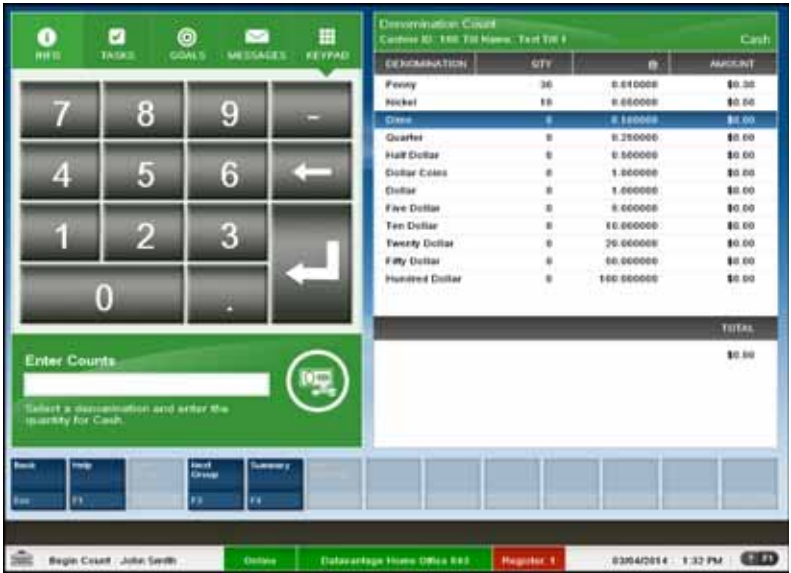 INFO TASKS GOALS MESSAGES KEYPAD
7 8 9 -
4 5 6
1 2 3
0 .
Enter Counts
Select a denomination and enter the
quantity for Cash.
Denomination Count
Cash
DENOMINATION QTY @ AMOUNT
Penny 30 0.010000 $0.30
Nickel 10 0.050000
Dime 0 0.100000 $0.00
Quarter 0 0.250000 $0.00
Half Dollar 0 0.500000 $0.00
Dollar Coins 0 1.000000 $0.00
Dollar 0 1.000000 $0.00
Five Dollar 0 $0.00
Ten Dollar 0 10.000000 $0.00
Twenty Dollar 0 20.000000 $0.00
Fifty Dollar 0 50.000000 $0.00
Hundred Dollar 0 100.000000 $0.00
TOTAL
Back Help Next Group Summary
Esc F1 F3 F4
Begin Count John Smith Online Datavantage Home Office Register: 1 03/04/2014 1:32 PM